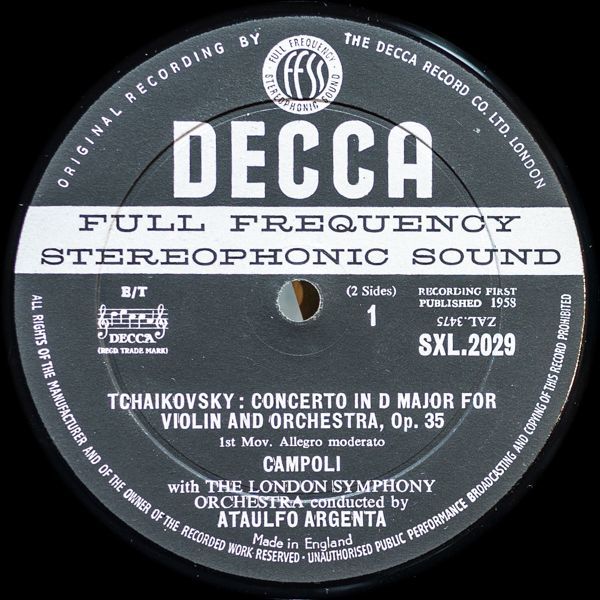 ORIGINAL RECORDING BY THE DECCA RECORD CO. LTD. LONDON
FULL FREQUENCY
FFSS
STEREOPHONIC SOUND
DECCA
FULL FREQUENCY
STEREOPHONIC SOUND
B/T
DECCA
(REGD TRADE MARK)
(2 Sides)
1
RECORDING FIRST
PUBLISHED 1958
ZAL.3475
SXL.2029
TCHAIKOVSKY : CONCERTO IN D MAJOR FOR
VIOLIN AND ORCHESTRA, Op. 35
1st Mov. Allegro moderato
CAMPOLI
with THE LONDON SYMPHONY
ORCHESTRA conducted by
ATAULFO ARGENTA
Made in England
ALL RIGHTS OF THE MANUFACTURER AND OF THE OWNER OF THE RECORDED WORK RESERVED · UNAUTHORISED PUBLIC PERFORMANCE BROADCASTING AND COPYING OF THIS RECORD PROHIBITED